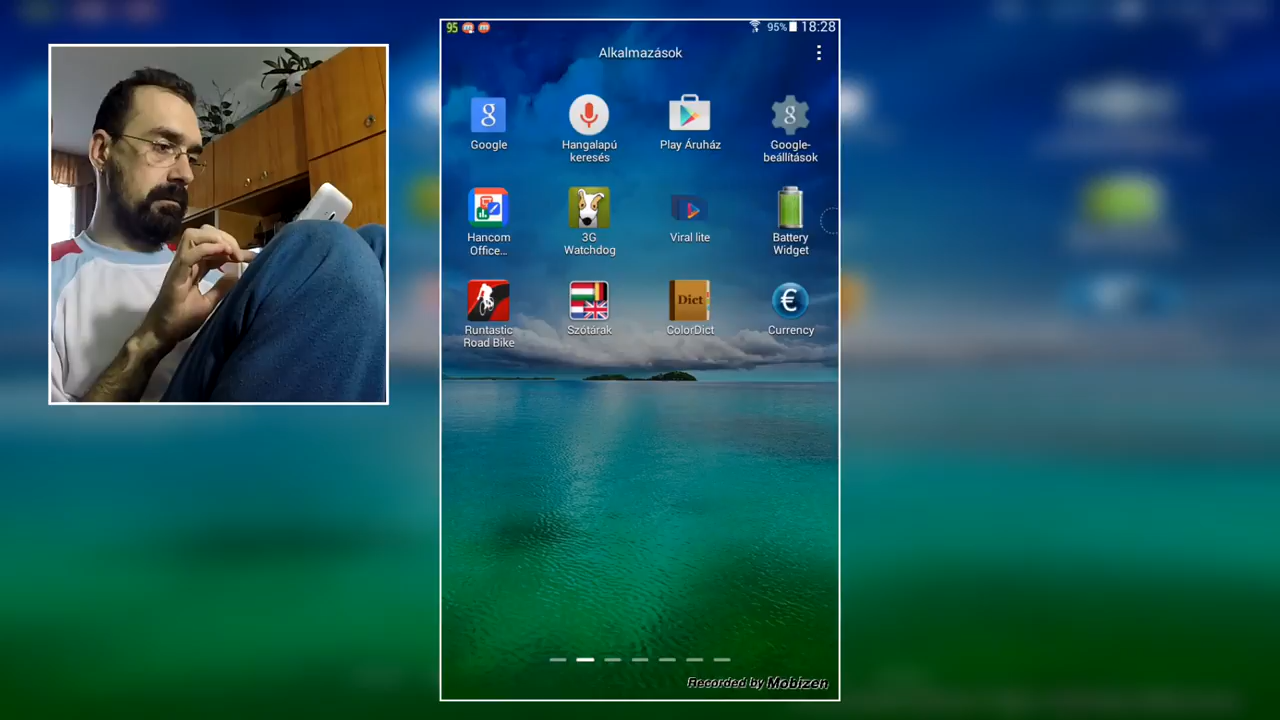 95
95%
18:28
Alkalmazások
g
g
Google
Hangalapú
keresés
Play Áruház
Google-
beállítások
Hancom
Office...
3G
Watchdog
Viral lite
Battery
Widget
Dict
€
Runtastic
Road Bike
Szótárak
ColorDict
Currency
Recorded by Mobizen